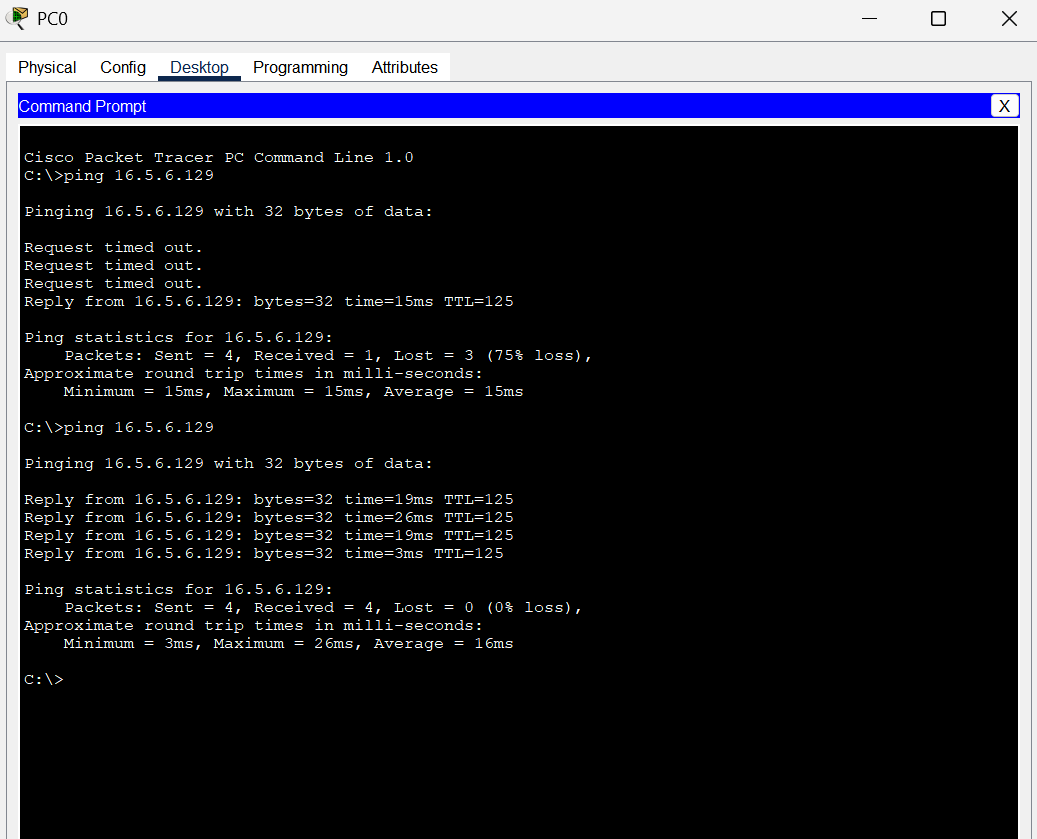 PC0
Physical Config Desktop Programming Attributes
Command Prompt X
Cisco Packet Tracer PC Command Line 1.0
C:\>ping 16.5.6.129
Pinging 16.5.6.129 with 32 bytes of data:
Request timed out.
Request timed out.
Request timed out.
Reply from 16.5.6.129: bytes=32 time=15ms TTL=125
Ping statistics for 16.5.6.129:
Packets: Sent = 4, Received = 1, Lost = 3 (75% loss),
Approximate round trip times in milli-seconds:
Minimum = 15ms, Maximum = 15ms, Average = 15ms
C:\>ping 16.5.6.129
Pinging 16.5.6.129 with 32 bytes of data:
Reply from 16.5.6.129: bytes=32 time=19ms TTL=125
Reply from 16.5.6.129: bytes=32 time=26ms TTL=125
Reply from 16.5.6.129: bytes=32 time=19ms TTL=125
Reply from 16.5.6.129: bytes=32 time=3ms TTL=125
Ping statistics for 16.5.6.129:
Packets: Sent = 4, Received = 4, Lost = 0 (0% loss),
Approximate round trip times in milli-seconds:
Minimum = 3ms, Maximum = 26ms, Average = 16ms
C:\>